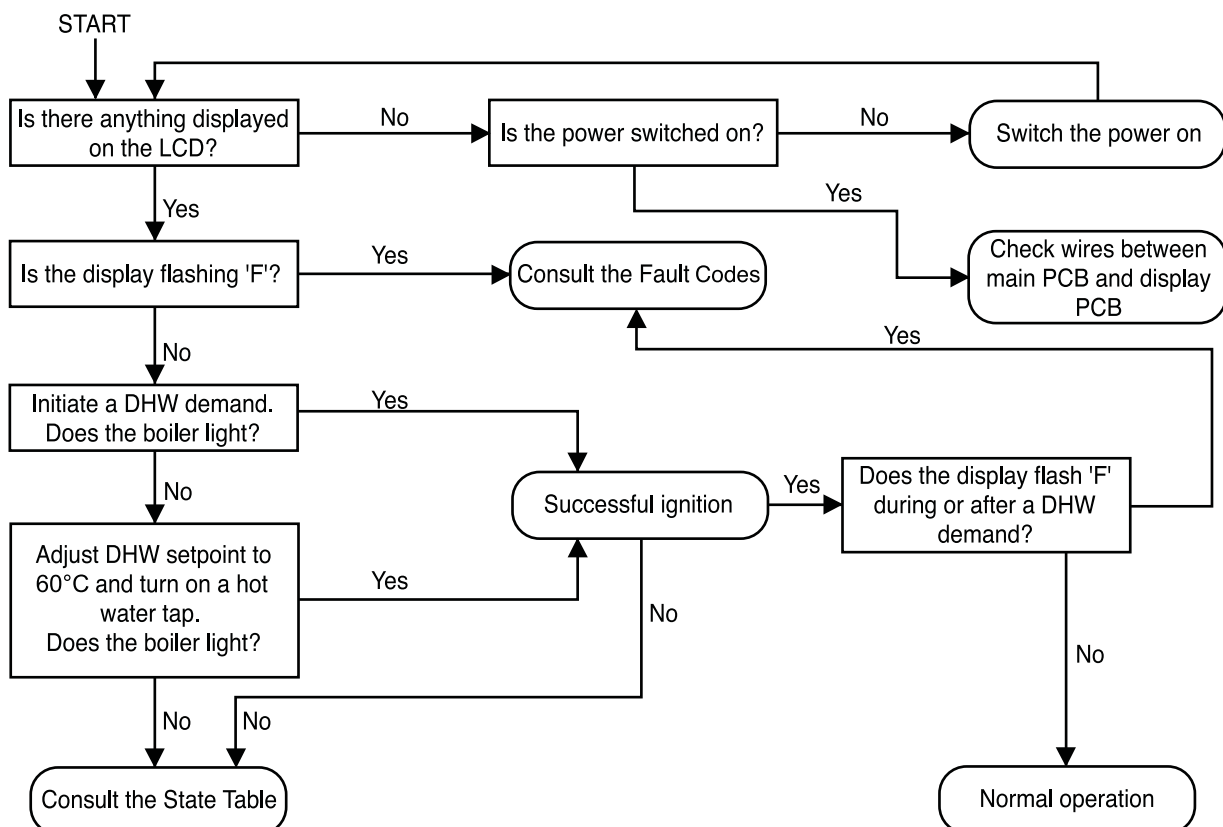 START
Is there anything displayed
on the LCD?
No
Is the power switched on?
No
Switch the power on
Yes
Yes
Is the display flashing 'F'?
Yes
Consult the Fault Codes
Check wires between
main PCB and display
PCB
No
Yes
Initiate a DHW demand.
Does the boiler light?
Yes
No
Successful ignition
Yes
Does the display flash 'F'
during or after a DHW
demand?
Adjust DHW setpoint to
60°C and turn on a hot
water tap.
Does the boiler light?
Yes
No
No
No
No
Consult the State Table
Normal operation